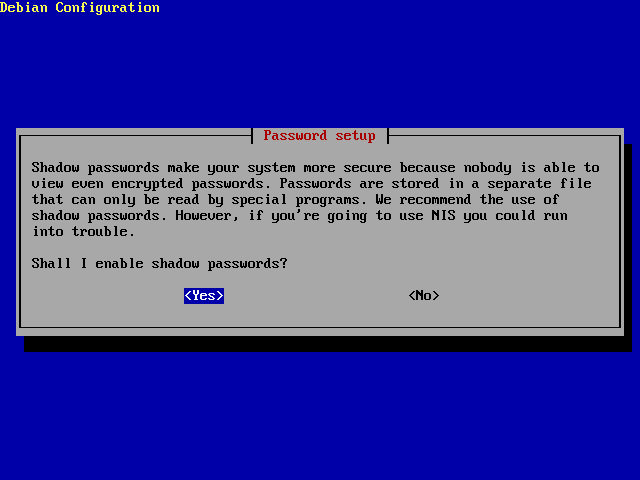 Debian Configuration
Password setup
Shadow passwords make your system more secure because nobody is able to
view even encrypted passwords. Passwords are stored in a separate file
that can only be read by special programs. We recommend the use of
shadow passwords. However, if you're going to use NIS you could run
into trouble.
Shall I enable shadow passwords?
<Yes> <No>